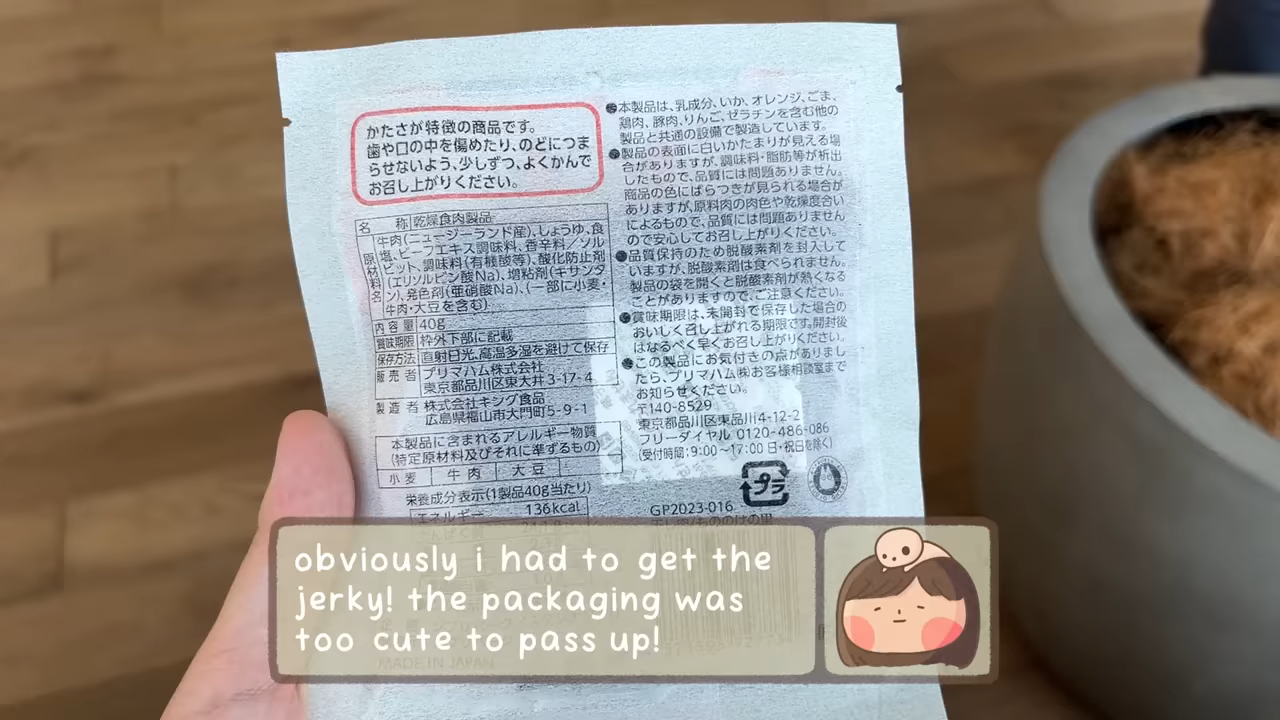 かたさが特徴の商品です。
歯や口の中を傷めたり、のどにつま
らせないよう、少しずつ、よくかんで
お召し上がりください。
名 称 乾燥食肉製品
原材料名 牛肉(ニュージーランド産)、しょうゆ、食
塩、ビーフエキス調味料、香辛料／ソル
ビット、調味料(有機酸等)、酸化防止剤
(エリソルビン酸Na)、増粘剤(キサンタ
ン)、発色剤(亜硝酸Na)、(一部に小麦・
牛肉・大豆を含む)
内容量 40g
賞味期限 枠外下部に記載
保存方法 直射日光、高温多湿を避けて保存
販売者 プリマハム株式会社
東京都品川区東大井3-17-4
製造者 株式会社キング食品
広島県福山市大門町5-9-1
本製品に含まれるアレルギー物質
(特定原材料及びそれに準ずるもの)
小麦 牛肉 大豆
栄養成分表示(1製品40g当たり)
エネルギー 136kcal
●本製品は、乳成分、いか、オレンジ、ごま、
鶏肉、豚肉、りんご、ゼラチンを含む他の
製品と共通の設備で製造しています。
●製品の表面に白いかたまりが見える場
合がありますが、調味料・脂肪等が析出
したもので、品質には問題ありません。
商品の色にばらつきが見られる場合が
ありますが、原料肉の肉色や乾燥度合い
によるもので、品質には問題ありません
ので安心してお召し上がりください。
●品質保持のため脱酸素剤を封入して
いますが、脱酸素剤は食べられません。
製品の袋を開くと脱酸素剤が熱くなる
ことがありますので、ご注意ください。
●賞味期限は、未開封で保存した場合の
おいしく召し上がれる期限です。開封後
はなるべく早くお召し上がりください。
●この製品にお気付きの点がありまし
たら、プリマハム㈱お客様相談室まで
お知らせください。
〒140-8529
東京都品川区東品川4-12-2
フリーダイヤル 0120-486-086
(受付時間：9:00～17:00 日・祝日を除く)
プラ
GP2023-016
MADE IN JAPAN
obviously i had to get the
jerky! the packaging was
too cute to pass up!